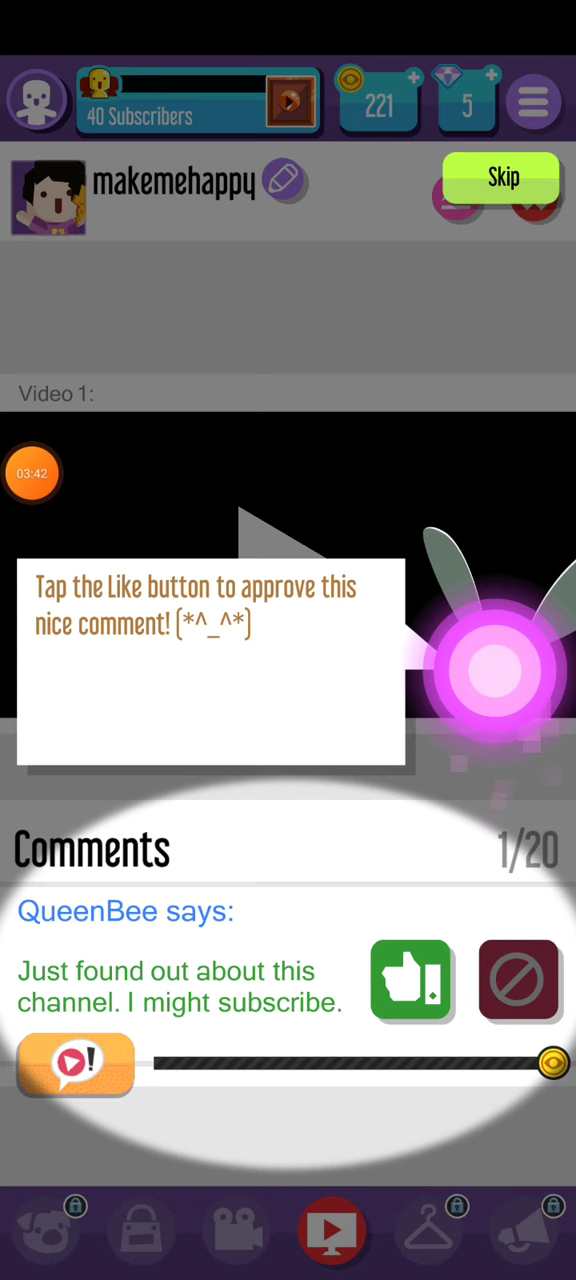 40 Subscribers
221
5
makemehappy
Skip
Video 1:
03:42
Tap the Like button to approve this
nice comment! (*^_^*)
Comments
1/20
QueenBee says:
Just found out about this
channel. I might subscribe.
!